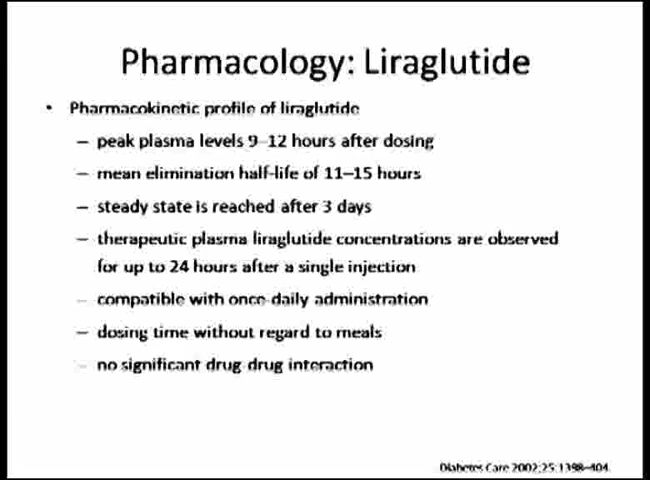 Pharmacology: Liraglutide
• Pharmacokinetic profile of liraglutide
– peak plasma levels 9–12 hours after dosing
– mean elimination half-life of 11–15 hours
– steady state is reached after 3 days
– therapeutic plasma liraglutide concentrations are observed
for up to 24 hours after a single injection
– compatible with once daily administration
– dosing time without regard to meals
– no significant drug drug interaction
Diabetes Care 2002;25:1398–404.